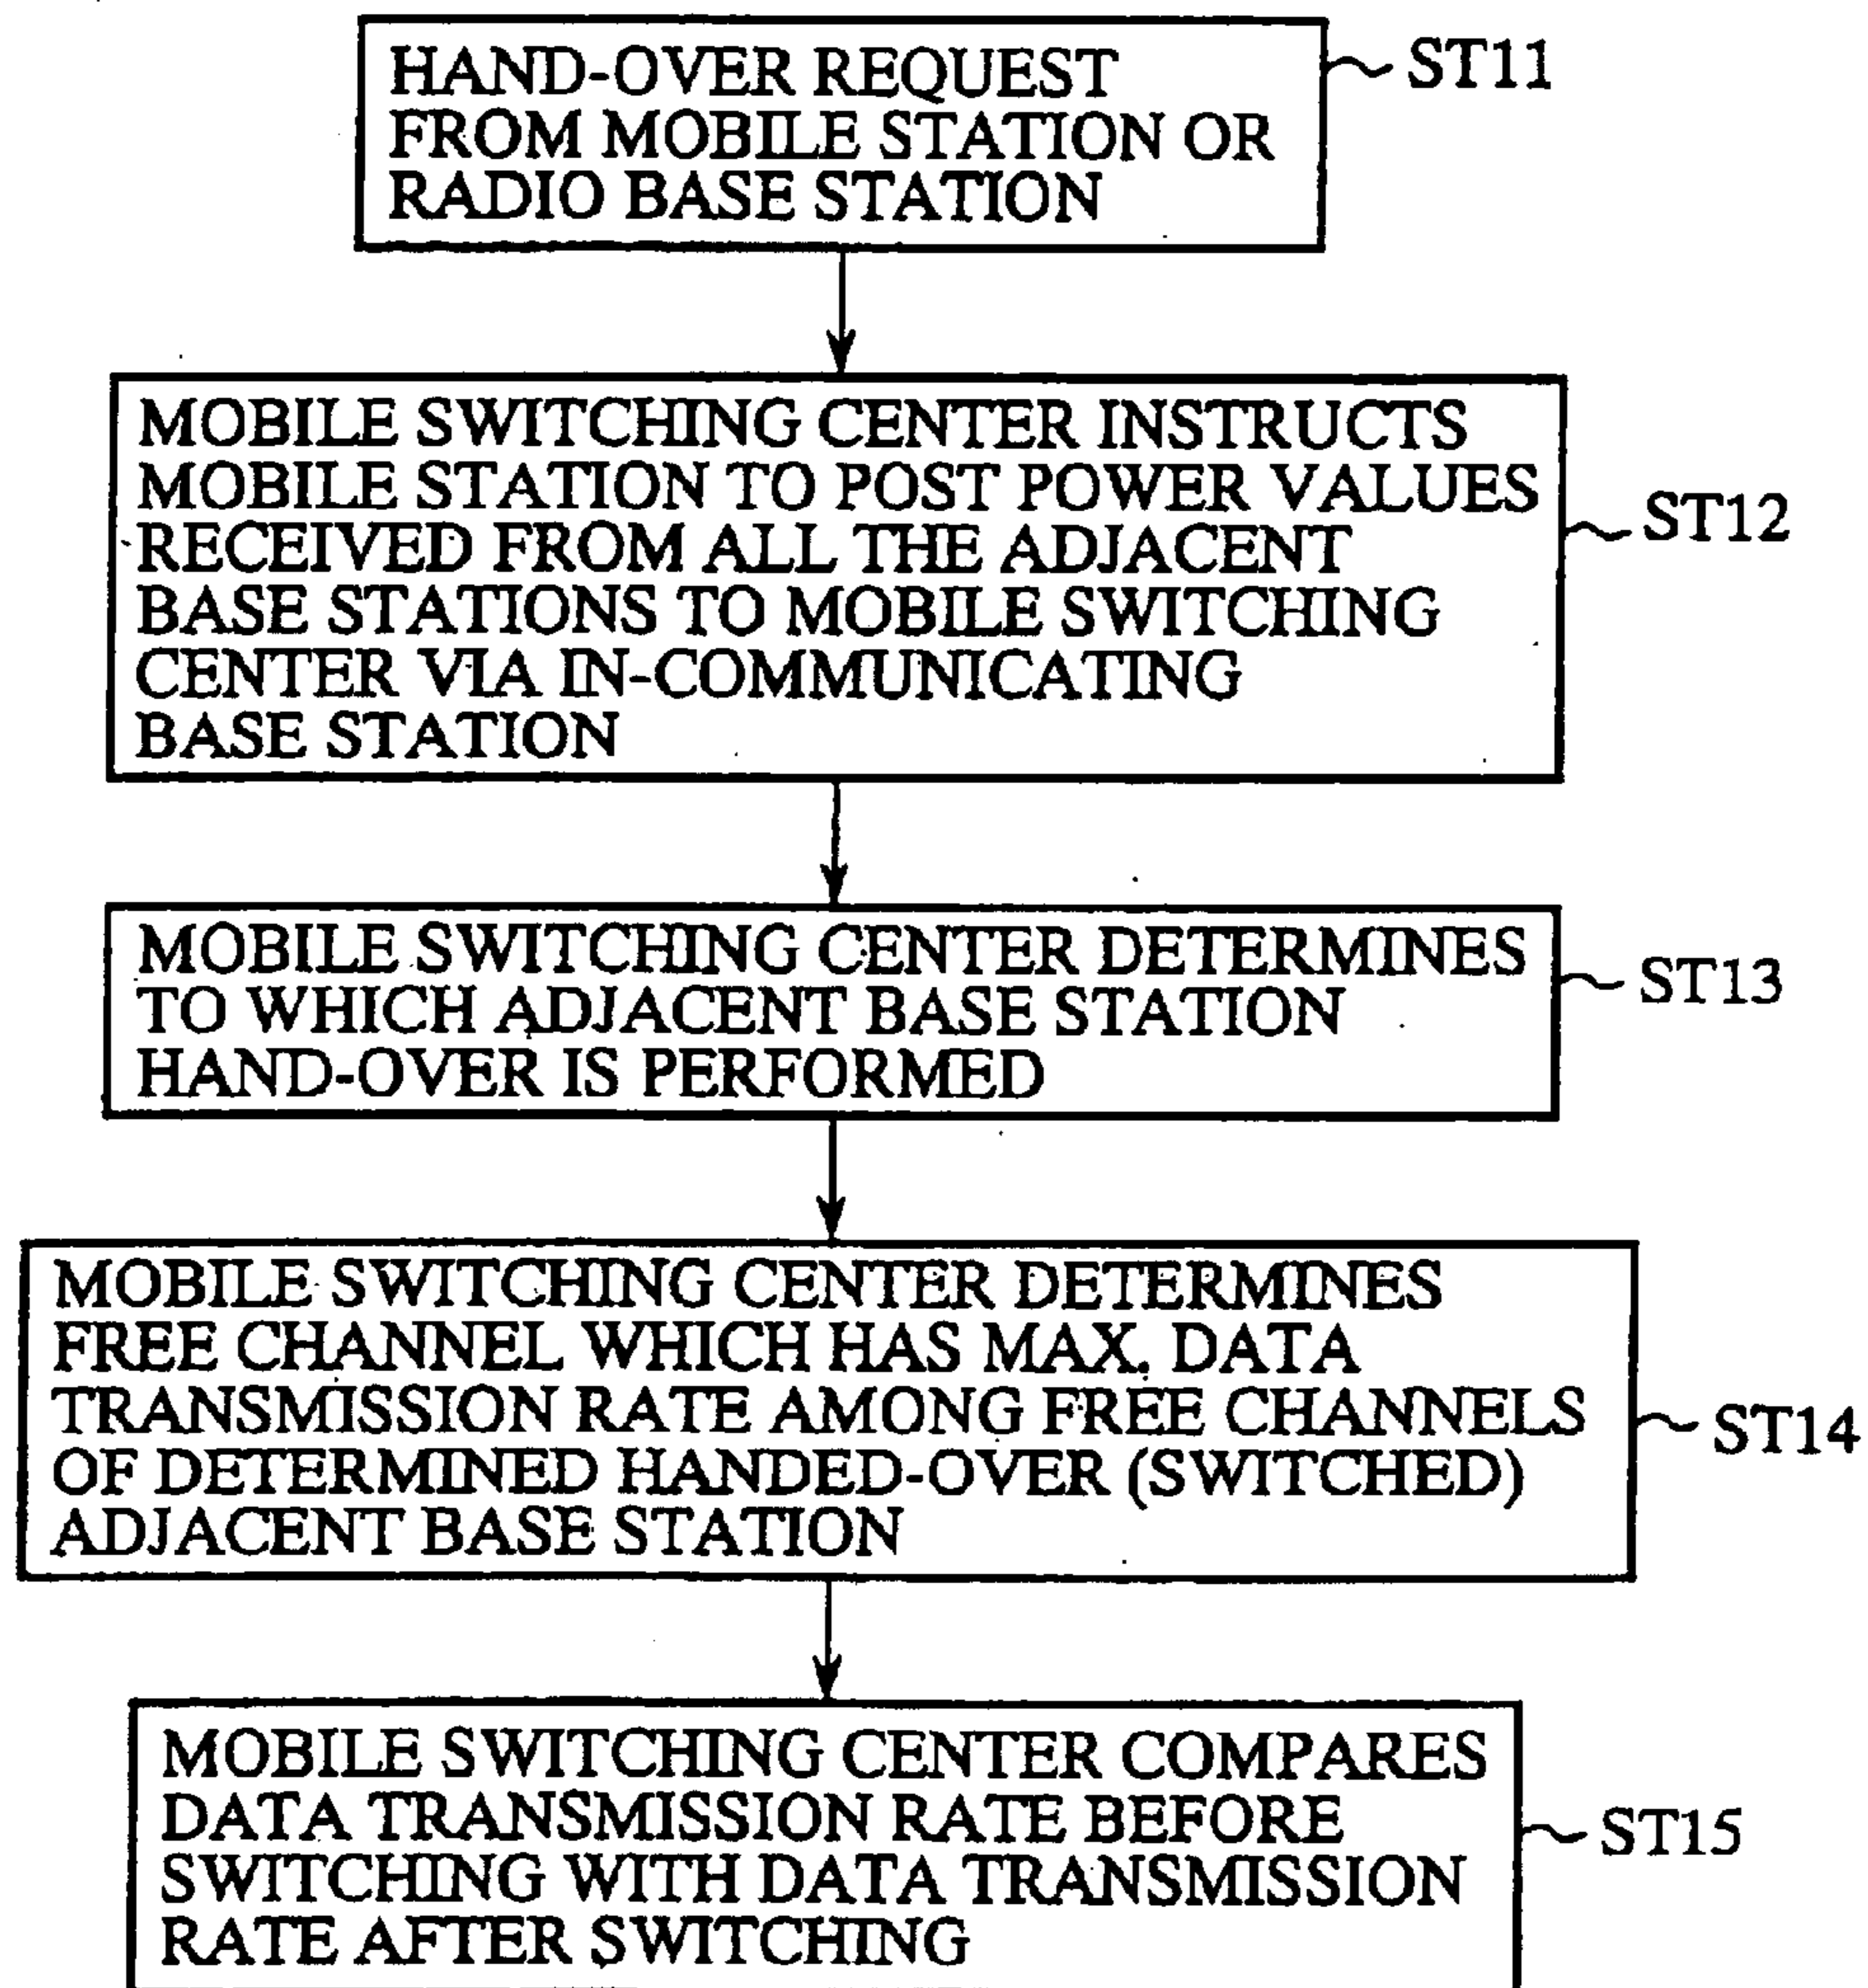 HAND-OVER REQUEST
FROM MOBILE STATION OR
RADIO BASE STATION
ST11
MOBILE SWITCHING CENTER INSTRUCTS
MOBILE STATION TO POST POWER VALUES
RECEIVED FROM ALL THE ADJACENT
BASE STATIONS TO MOBILE SWITCHING
CENTER VIA IN-COMMUNICATING
BASE STATION
ST12
MOBILE SWITCHING CENTER DETERMINES
TO WHICH ADJACENT BASE STATION
HAND-OVER IS PERFORMED
ST13
MOBILE SWITCHING CENTER DETERMINES
FREE CHANNEL WHICH HAS MAX. DATA
TRANSMISSION RATE AMONG FREE CHANNELS
OF DETERMINED HANDED-OVER (SWITCHED)
ADJACENT BASE STATION
ST14
MOBILE SWITCHING CENTER COMPARES
DATA TRANSMISSION RATE BEFORE
SWITCHING WITH DATA TRANSMISSION
RATE AFTER SWITCHING
ST15